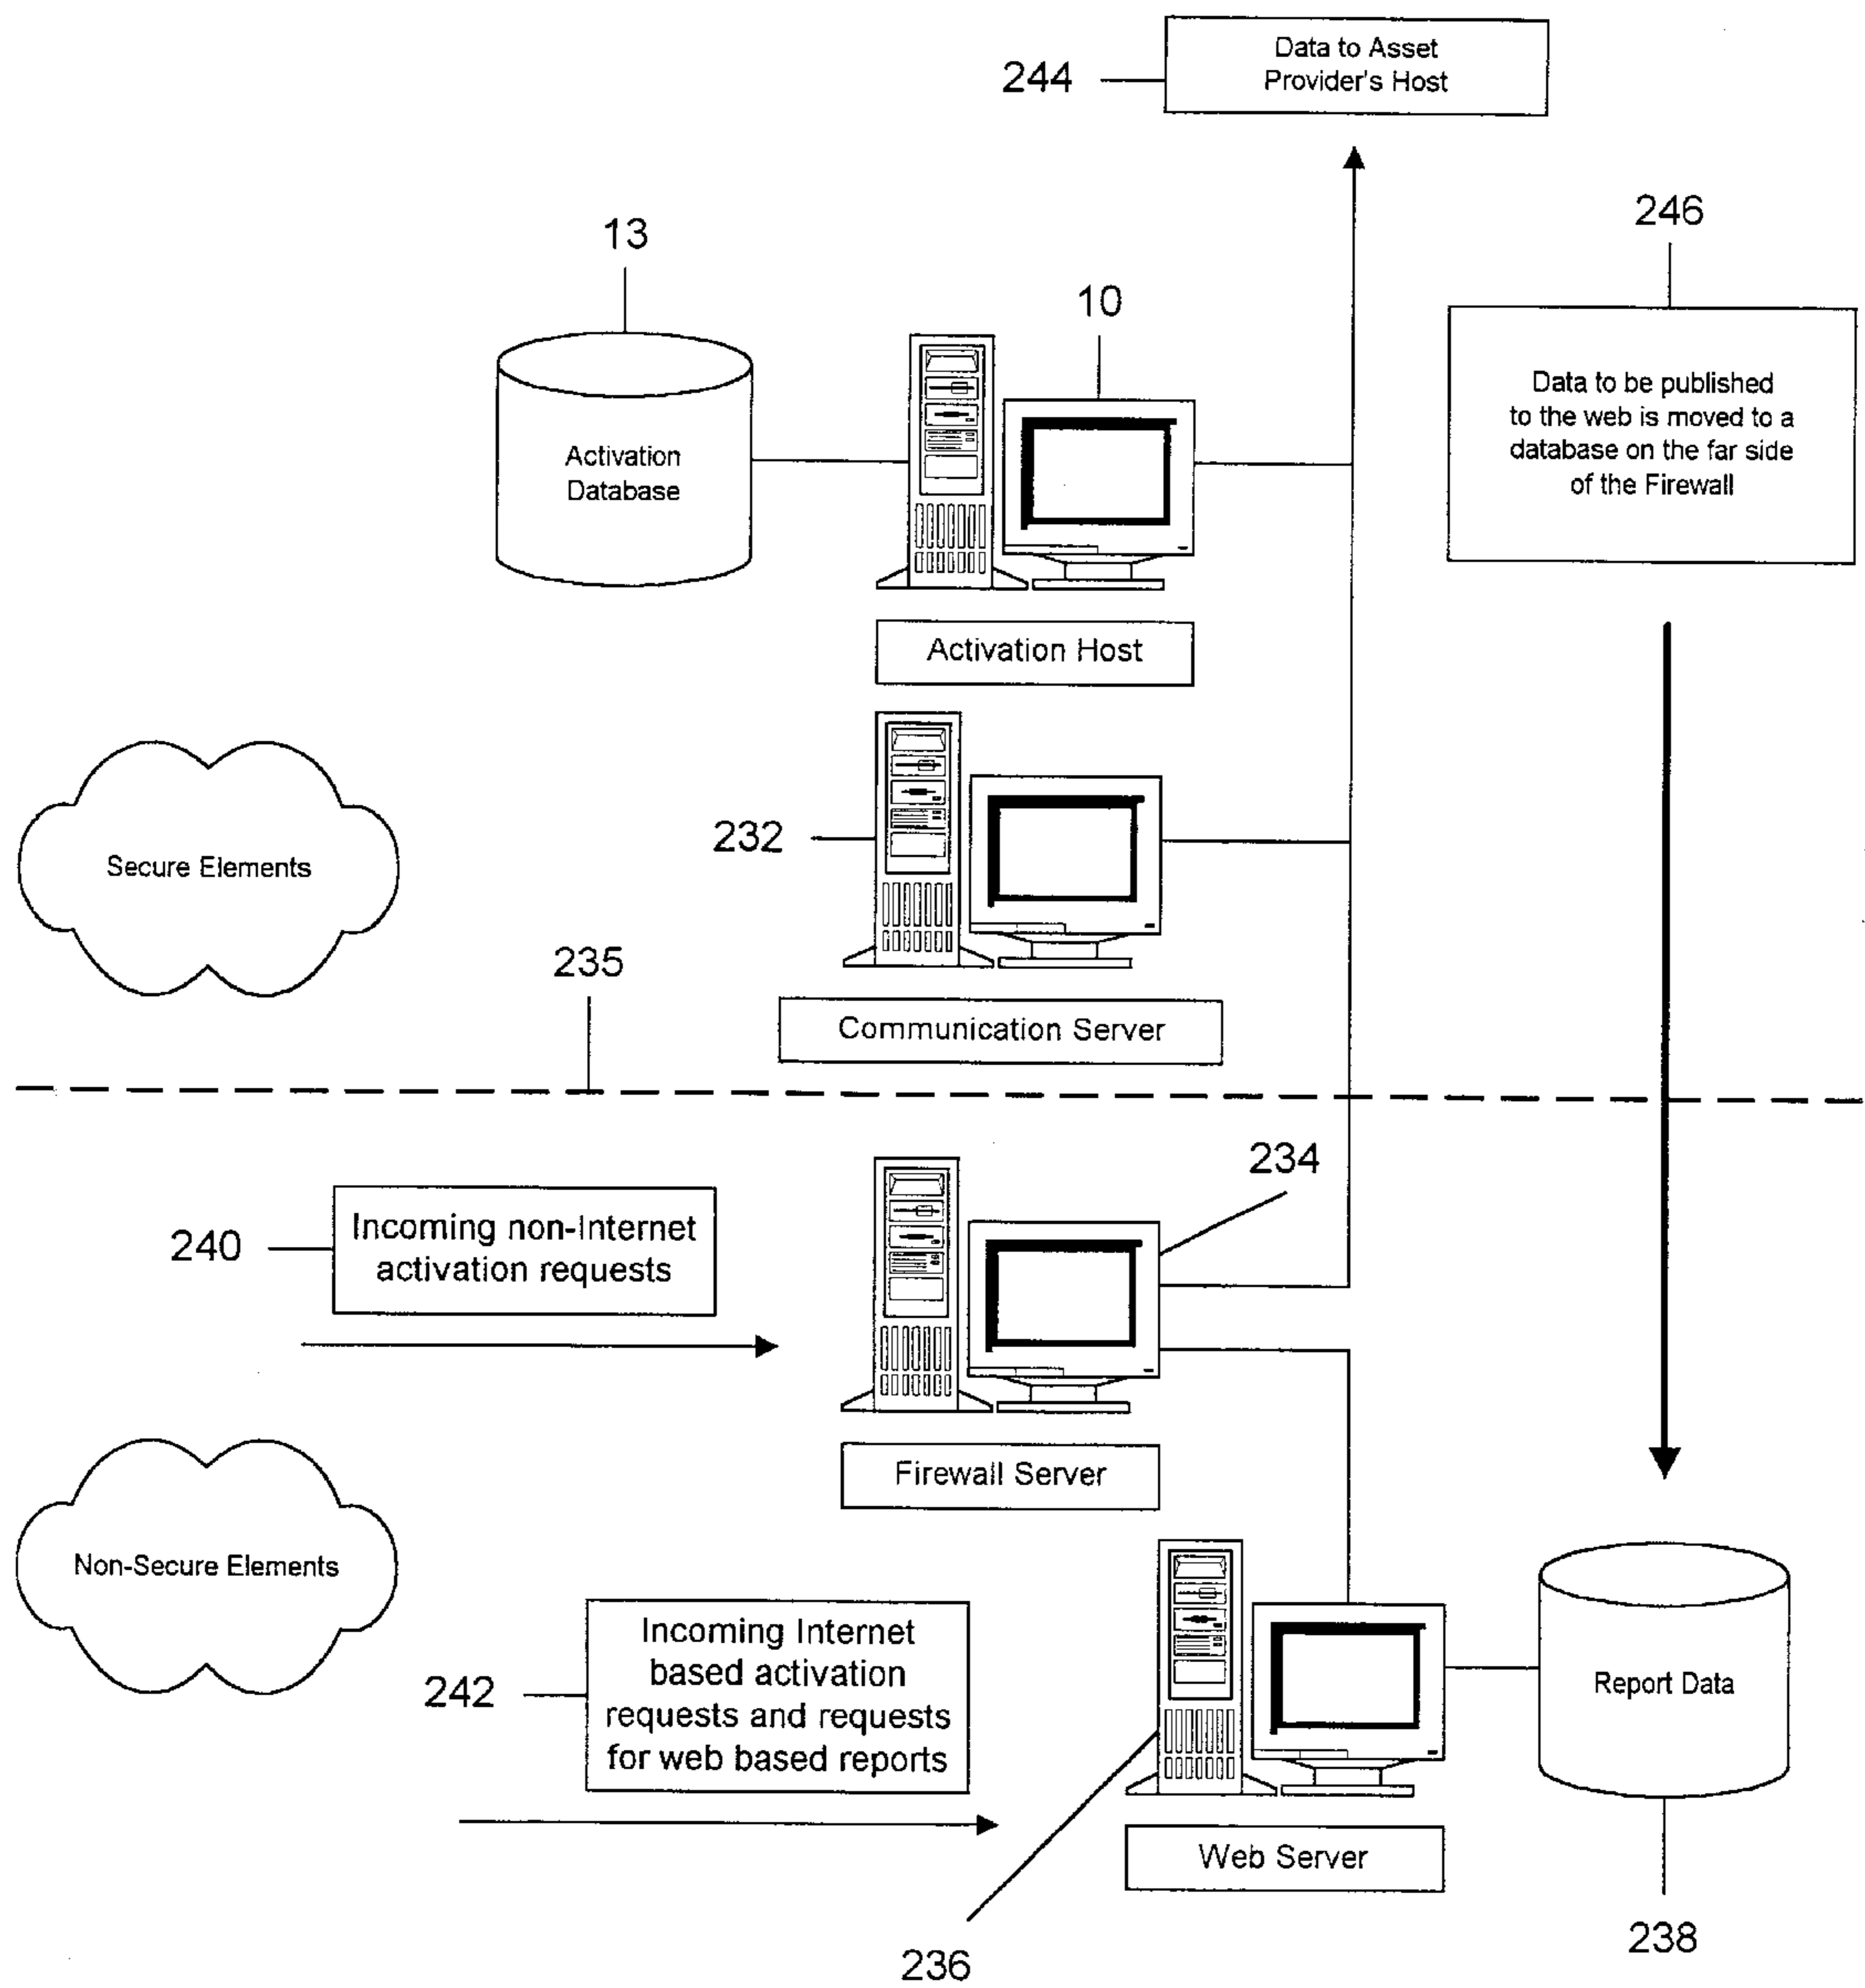 244
Data to Asset
Provider's Host
246
13
10
Data to be published
to the web is moved to a
database on the far side
of the Firewall
Activation
Database
Activation Host
232
Secure Elements
235
Communication Server
234
240
Incoming non-Internet
activation requests
Firewall Server
Non-Secure Elements
242
Incoming Internet
based activation
requests and requests
for web based reports
Report Data
Web Server
236
238